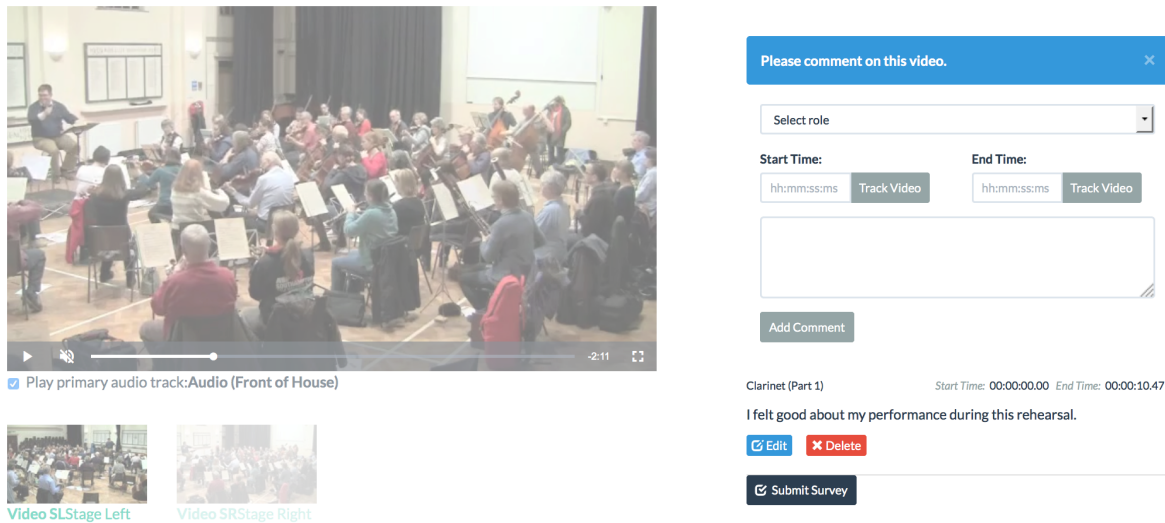 -2:11
Play primary audio track:Audio (Front of House)
Video SLStage Left
Video SRStage Right
Please comment on this video.
×
Select role
Start Time:
End Time:
hh:mm:ss:ms Track Video
hh:mm:ss:ms Track Video
Add Comment
Clarinet (Part 1) Start Time: 00:00:00.00 End Time: 00:00:10.47
I felt good about my performance during this rehearsal.
Edit
Delete
Submit Survey